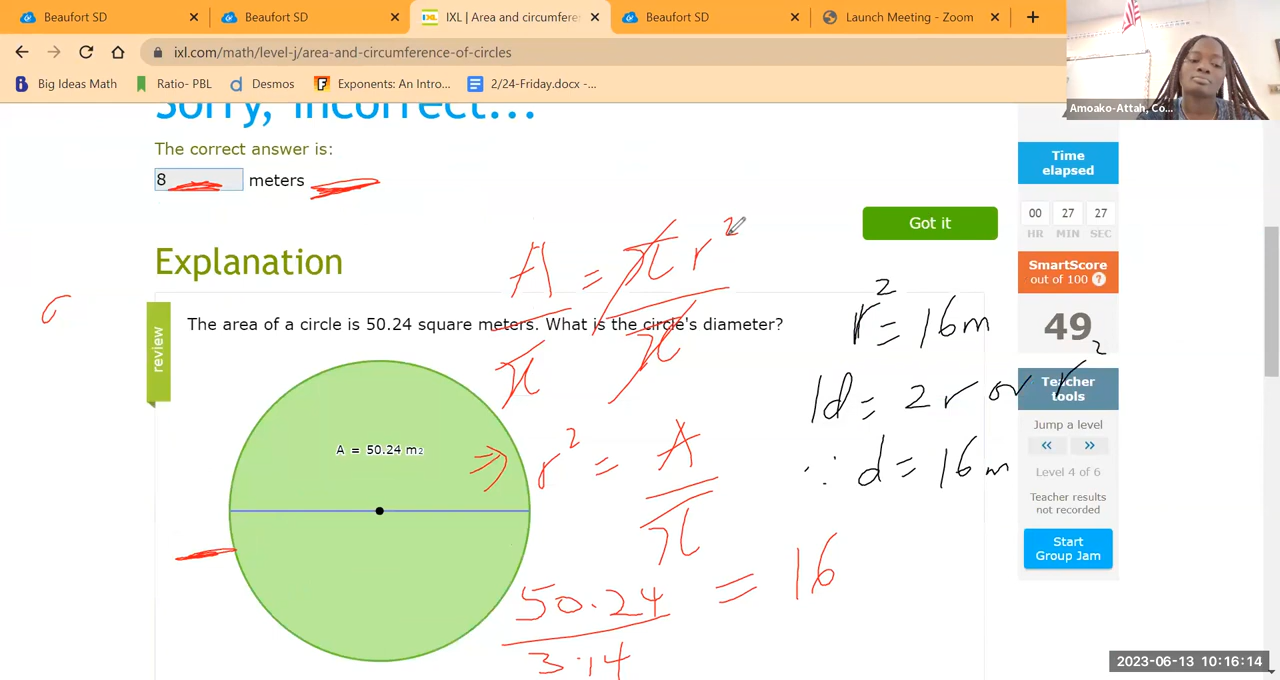 Beaufort SD
Beaufort SD
IXL | Area and circumfere
Beaufort SD
Launch Meeting - Zoom
ixl.com/math/level-j/area-and-circumference-of-circles
Big Ideas Math
Ratio- PBL
Desmos
Exponents: An Intro...
2/24-Friday.docx -...
Amoako-Attah, Co...
Sorry, incorrect...
The correct answer is:
8 meters
Got it
Explanation
review
The area of a circle is 50.24 square meters. What is the circle's diameter?
A = 50.24 m2
A = π r²
π π
⇒ r² = A
π
50.24 = 16
3.14
r² = 16m
d = 2r or r²
∵ d = 16m
Time
elapsed
00 27 27
HR MIN SEC
SmartScore
out of 100 ?
49
Teacher
tools
Jump a level
Level 4 of 6
Teacher results
not recorded
Start
Group Jam
2023-06-13 10:16:14